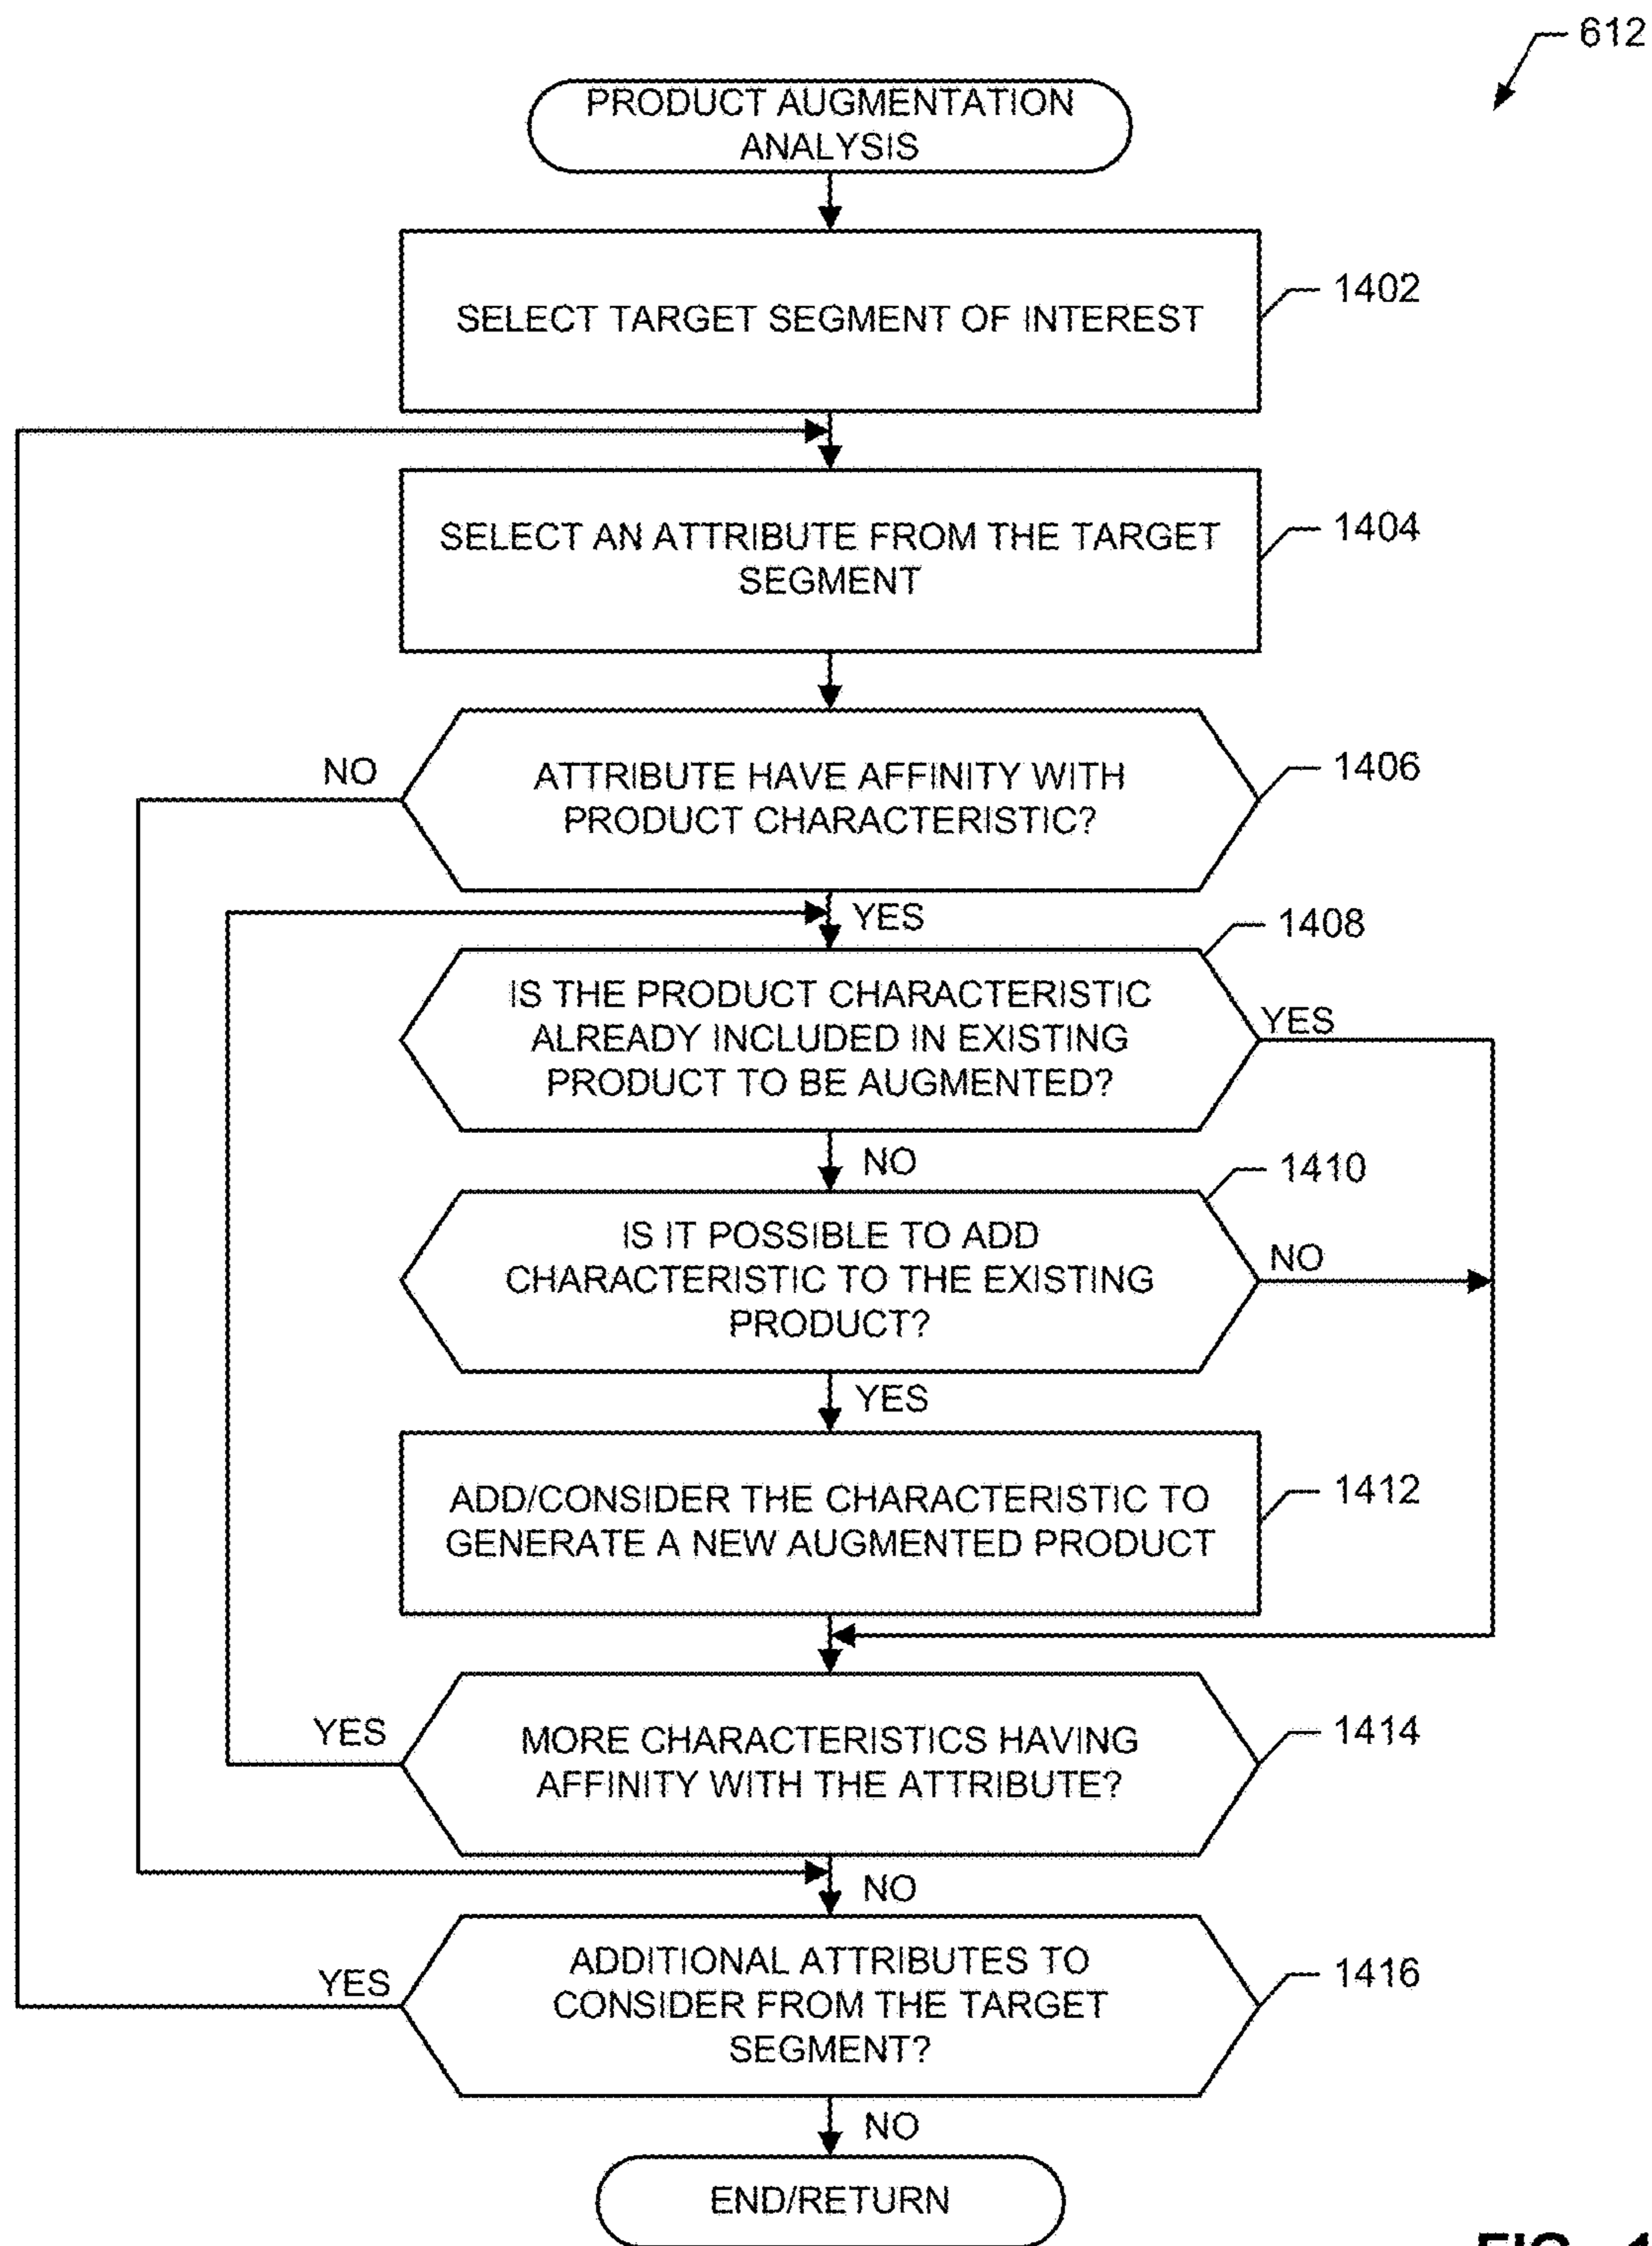 612
PRODUCT AUGMENTATION
ANALYSIS
SELECT TARGET SEGMENT OF INTEREST
1402
SELECT AN ATTRIBUTE FROM THE TARGET
SEGMENT
1404
NO
ATTRIBUTE HAVE AFFINITY WITH
PRODUCT CHARACTERISTIC?
1406
YES
1408
IS THE PRODUCT CHARACTERISTIC
ALREADY INCLUDED IN EXISTING
PRODUCT TO BE AUGMENTED?
YES
NO
1410
IS IT POSSIBLE TO ADD
CHARACTERISTIC TO THE EXISTING
PRODUCT?
NO
YES
ADD/CONSIDER THE CHARACTERISTIC TO
GENERATE A NEW AUGMENTED PRODUCT
1412
YES
MORE CHARACTERISTICS HAVING
AFFINITY WITH THE ATTRIBUTE?
1414
NO
YES
ADDITIONAL ATTRIBUTES TO
CONSIDER FROM THE TARGET
SEGMENT?
1416
NO
END/RETURN